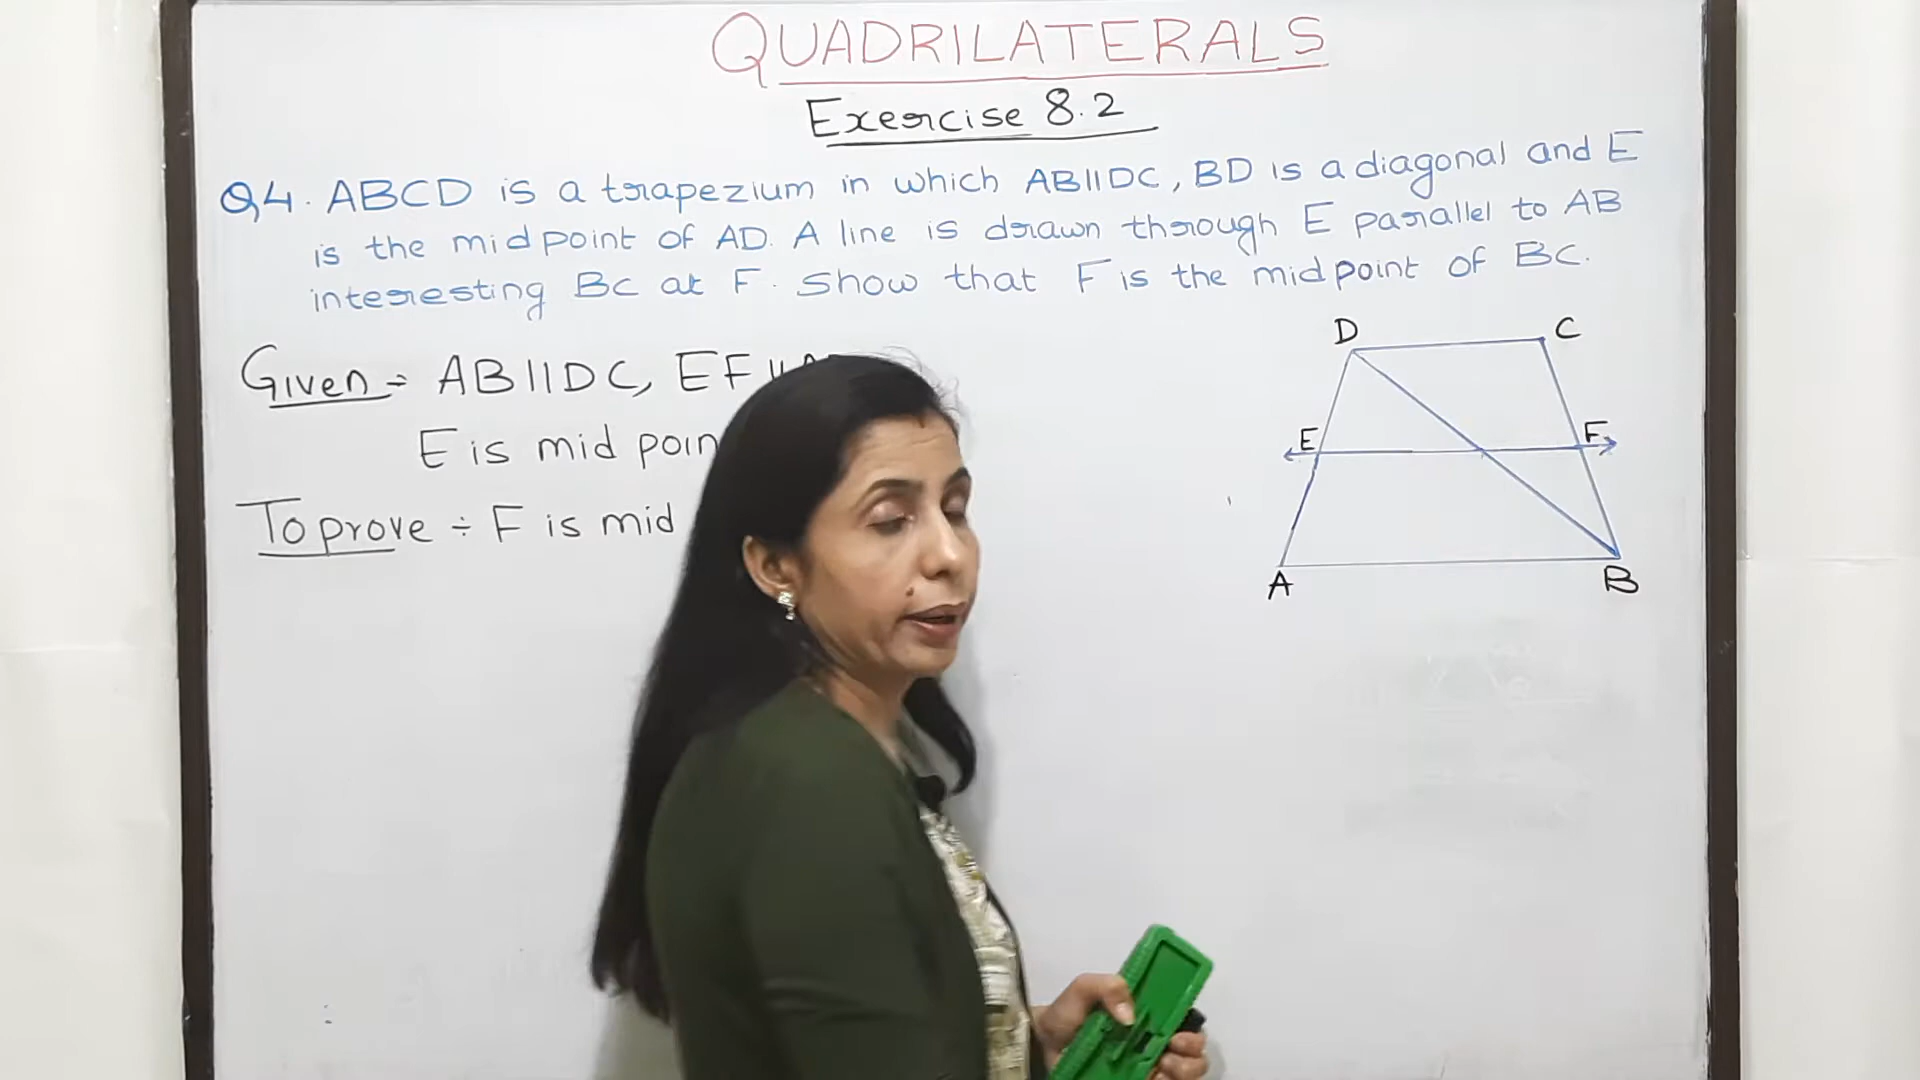 QUADRILATERALS
Exercise 8.2
Q4. ABCD is a trapezium in which AB||DC, BD is a diagonal and E
is the midpoint of AD. A line is drawn through E parallel to AB
interesting BC at F. Show that F is the midpoint of BC.
Given ÷ AB||DC, EF ||
E is mid
To prove ÷ F is mid
D C
E F
A B